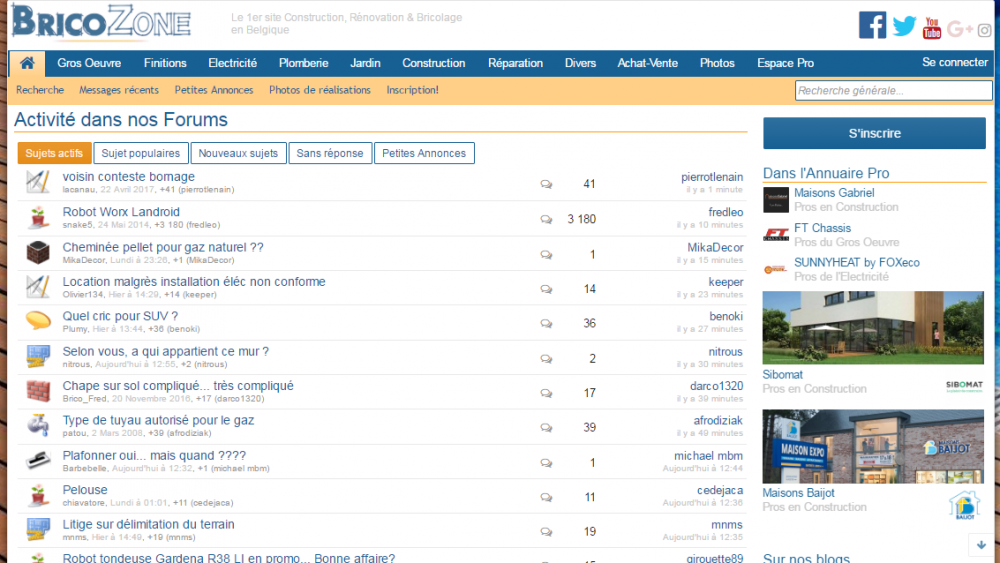 BRICOZONE
Le 1er site Construction, Rénovation & Bricolage
en Belgique
You
Tube
G+
Gros Oeuvre Finitions Electricité Plomberie Jardin Construction Réparation Divers Achat-Vente Photos Espace Pro Se connecter
Recherche Messages récents Petites Annonces Photos de réalisations Inscription! Recherche générale...
Activité dans nos Forums
Sujets actifs Sujet populaires Nouveaux sujets Sans réponse Petites Annonces
voisin conteste bornage 41 pierrotlenain
lacanau, 22 Avril 2017, +41 (pierrotlenain) il y a 1 minute
Robot Worx Landroid 3 180 fredleo
snake5, 24 Mai 2014, +3 180 (fredleo) il y a 10 minutes
Cheminée pellet pour gaz naturel ?? 1 MikaDecor
MikaDecor, Lundi à 23:26, +1 (MikaDecor) il y a 15 minutes
Location malgrès installation éléc non conforme 14 keeper
Olivier134, Hier à 14:29, +14 (keeper) il y a 23 minutes
Quel cric pour SUV ? 36 benoki
Plumy, Hier à 13:44, +36 (benoki) il y a 27 minutes
Selon vous, a qui appartient ce mur ? 2 nitrous
nitrous, Aujourd'hui à 12:55, +2 (nitrous) il y a 30 minutes
Chape sur sol compliqué... très compliqué 17 darco1320
Brico_Fred, 20 Novembre 2016, +17 (darco1320) il y a 39 minutes
Type de tuyau autorisé pour le gaz 39 afrodiziak
patou, 2 Mars 2008, +39 (afrodiziak) il y a 49 minutes
Plafonner oui... mais quand ???? 1 michael mbm
Barbebelle, Aujourd'hui à 12:32, +1 (michael mbm) Aujourd'hui à 12:44
Pelouse 11 cedejaca
chiavatore, Lundi à 01:01, +11 (cedejaca) Aujourd'hui à 12:36
Litige sur délimitation du terrain 19 mnms
mnms, Hier à 14:49, +19 (mnms) Aujourd'hui à 12:35
Robot tondeuse Gardena R38 LI en promo... Bonne affaire? 15 girouette89
S'inscrire
Dans l'Annuaire Pro
Maisons Gabriel
Pros en Construction
FT CHASSIS
FT Chassis
Pros du Gros Oeuvre
SUNNYHEAT by FOXeco
Pros de l'Electricité
Sibomat
Pros en Construction
SIBOMAT
MAISON EXPO
MAISONS BAIJOT
Maisons Baijot
Pros en Construction
BAIJOT
Sur nos blogs